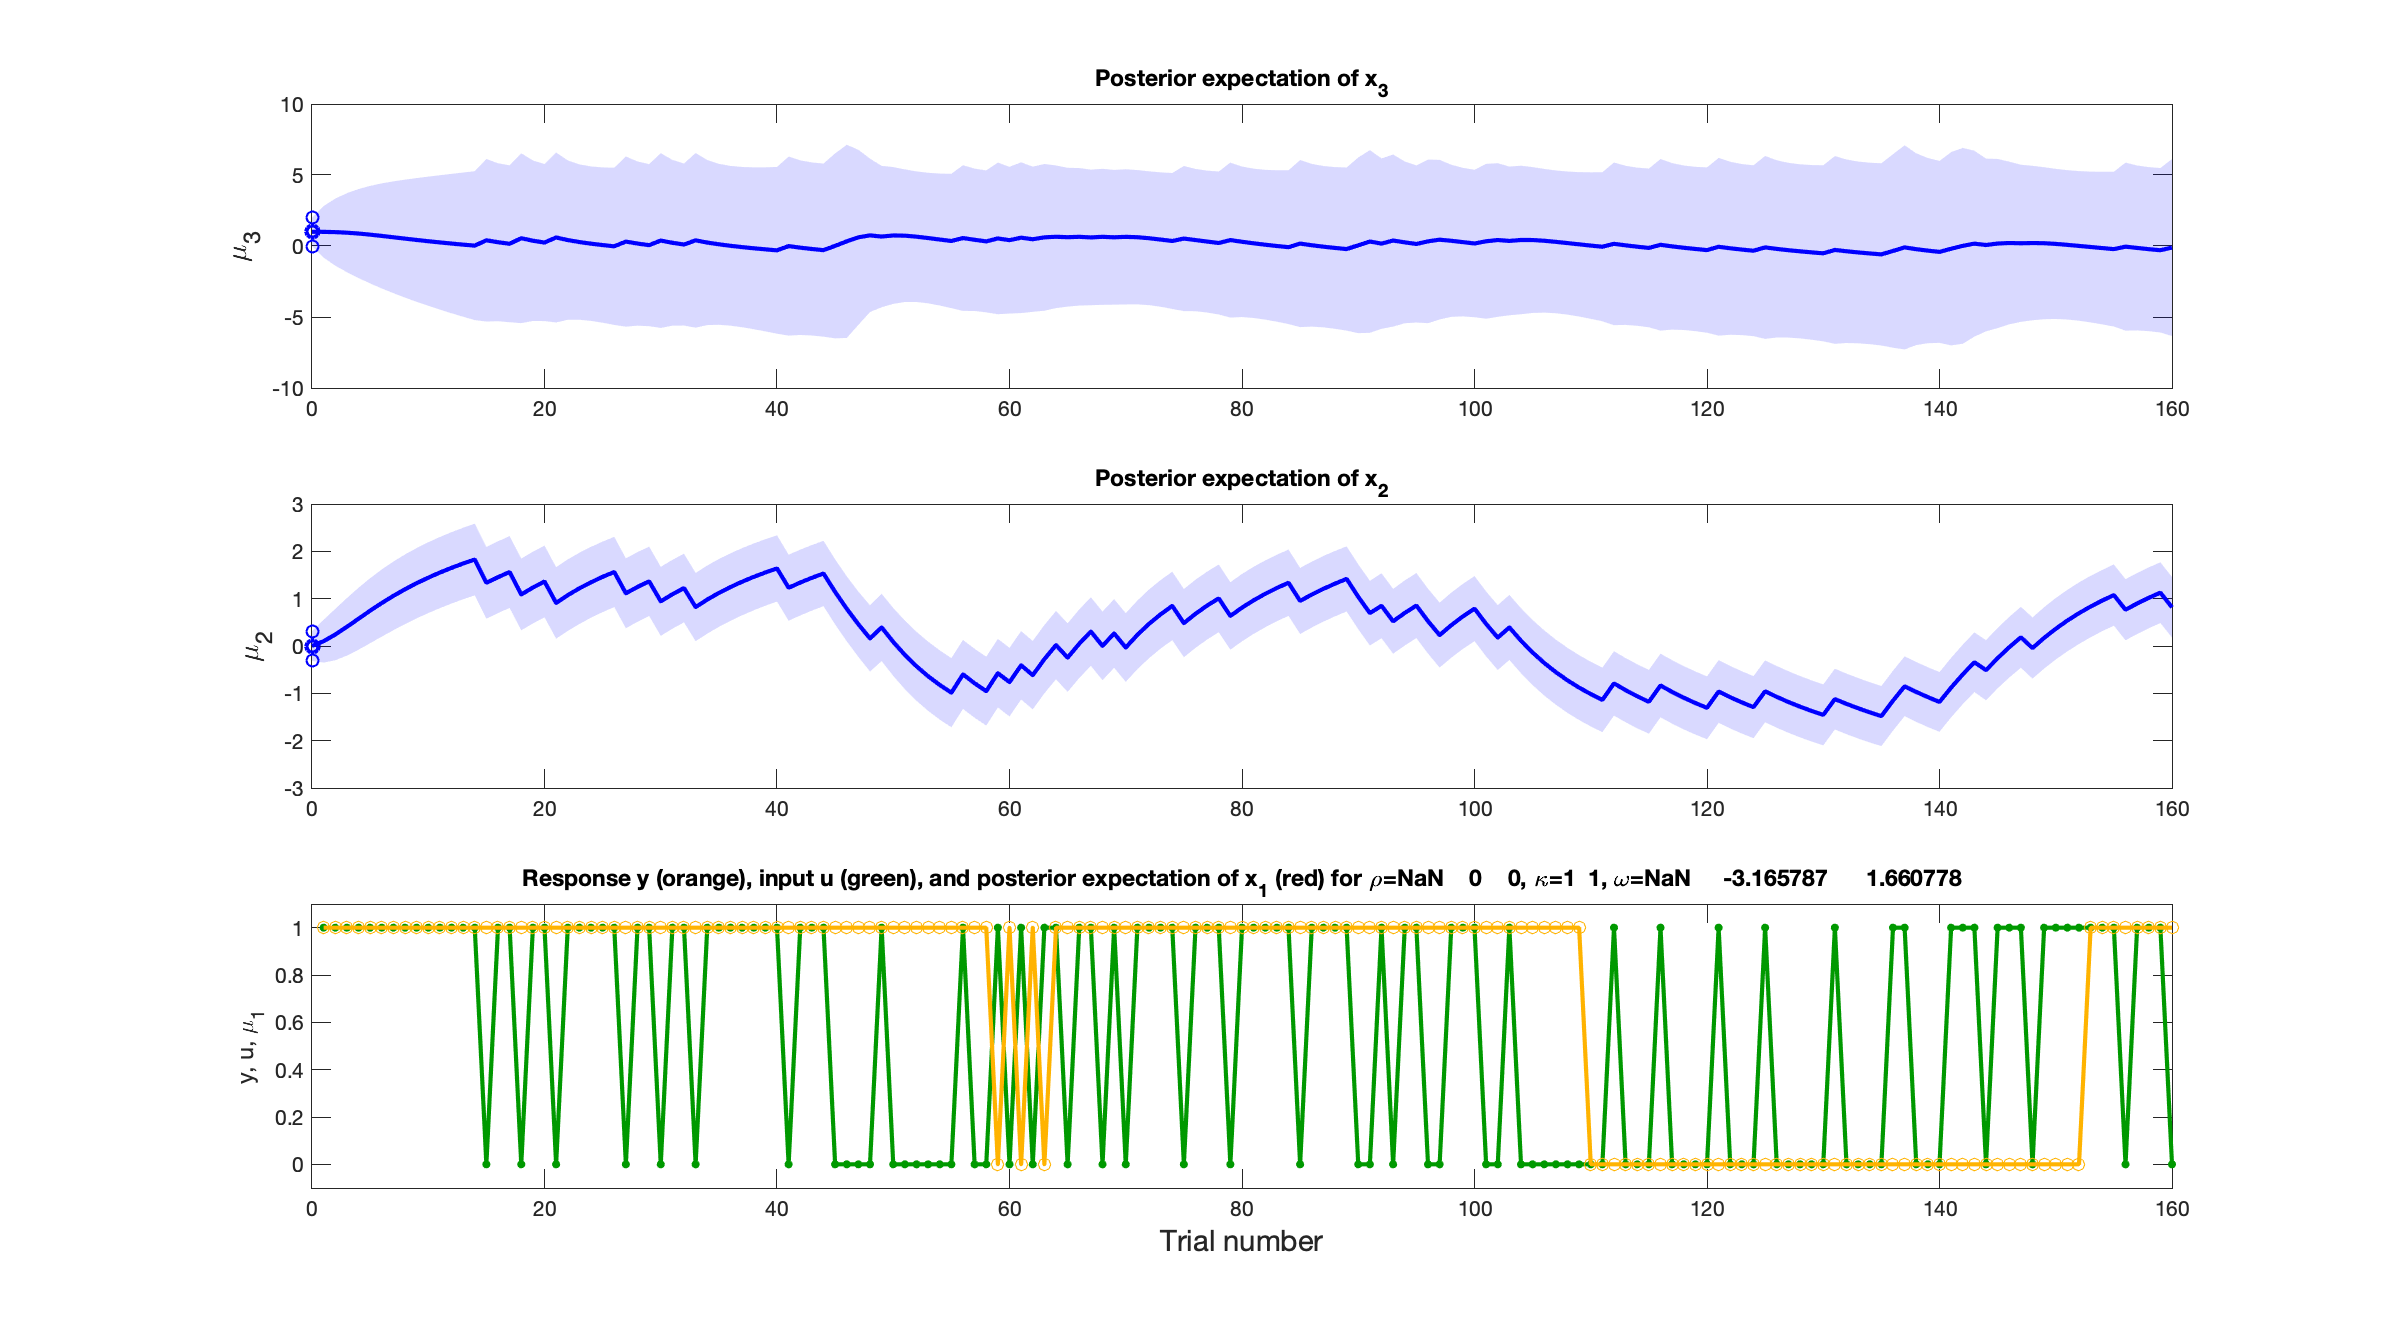 Posterior expectation of x3
10
5
0
-5
-10
μ3
0 20 40 60 80 100 120 140 160
Posterior expectation of x2
3
2
1
0
-1
-2
-3
μ2
0 20 40 60 80 100 120 140 160
Response y (orange), input u (green), and posterior expectation of x1 (red) for ρ=NaN 0 0, κ=1 1, ω=NaN -3.165787 1.660778
1
0.8
0.6
0.4
0.2
0
y, u, μ1
0 20 40 60 80 100 120 140 160
Trial number